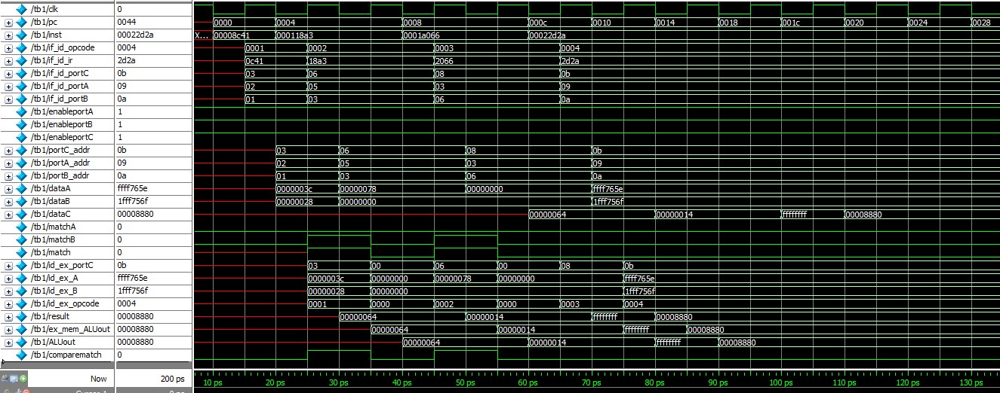 /tb1/clk 0
/tb1/pc 0044 0000 0004 0008 000c 0010 0014 0018 001c 0020 0024 0028
/tb1/inst 00022d2a X... 00008c41 000118a3 0001a066 00022d2a
/tb1/if_id_opcode 0004 0001 0002 0003 0004
/tb1/if_id_ir 2d2a 0c41 18a3 2066 2d2a
/tb1/if_id_portC 0b 03 06 08 0b
/tb1/if_id_portA 09 02 05 03 09
/tb1/if_id_portB 0a 01 03 06 0a
/tb1/enableportA 1
/tb1/enableportB 1
/tb1/enableportC 1
/tb1/portC_addr 0b 03 06 08 0b
/tb1/portA_addr 09 02 05 03 09
/tb1/portB_addr 0a 01 03 06 0a
/tb1/dataA ffff765e 0000003c 00000078 00000000 ffff765e
/tb1/dataB 1fff756f 00000028 00000000 1fff756f
/tb1/dataC 00008880 00000064 00000014 ffffffff 00008880
/tb1/matchA 0
/tb1/matchB 0
/tb1/match 0
/tb1/id_ex_portC 0b 03 00 06 00 08 0b
/tb1/id_ex_A ffff765e 0000003c 00000000 00000078 00000000 ffff765e
/tb1/id_ex_B 1fff756f 00000028 00000000 1fff756f
/tb1/id_ex_opcode 0004 0001 0000 0002 0000 0003 0004
/tb1/result 00008880 00000064 00000014 ffffffff 00008880
/tb1/ex_mem_ALUout 00008880 00000064 00000014 ffffffff 00008880
/tb1/ALUout 00008880 00000064 00000014 ffffffff 00008880
/tb1/comparematch 0
Now 200 ps 10 ps 20 ps 30 ps 40 ps 50 ps 60 ps 70 ps 80 ps 90 ps 100 ps 110 ps 120 ps 130 ps
Cursor 1 0 ps